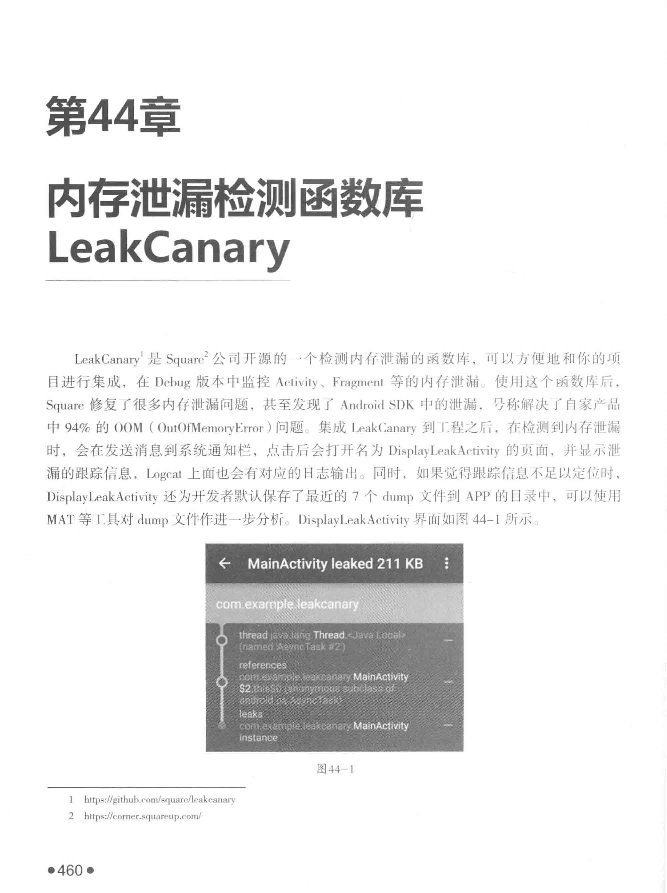 第44章
内存泄漏检测函数库
LeakCanary
LeakCanary1 是 Square2 公司开源的一个检测内存泄漏的函数库，可以方便地和你的项
目进行集成，在 Debug 版本中监控 Activity、Fragment 等的内存泄漏。使用这个函数库后，
Square 修复了很多内存泄漏问题，甚至发现了 Android SDK 中的泄漏，号称解决了自家产品
中 94% 的 OOM（OutOfMemoryError）问题。集成 LeakCanary 到工程之后，在检测到内存泄漏
时，会在发送消息到系统通知栏，点击后会打开名为 DisplayLeakActivity 的页面，并显示泄
漏的跟踪信息，Logcat 上面也会有对应的日志输出。同时，如果觉得跟踪信息不足以定位时，
DisplayLeakActivity 还为开发者默认保存了最近的 7 个 dump 文件到 APP 的目录中，可以使用
MAT 等工具对 dump 文件作进一步分析。DisplayLeakActivity 界面如图 44-1 所示。
MainActivity leaked 211 KB
com.example.leakcanary
thread java.lang.Thread.<Java Local>
(named 'AsyncTask #2')
references
com.example.leakcanary.MainActivity
$2.this$0 (anonymous subclass of
android.os.AsyncTask)
leaks
com.example.leakcanary.MainActivity
instance
图44-1
1 https://github.com/square/leakcanary
2 https://corner.squareup.com/
●460●